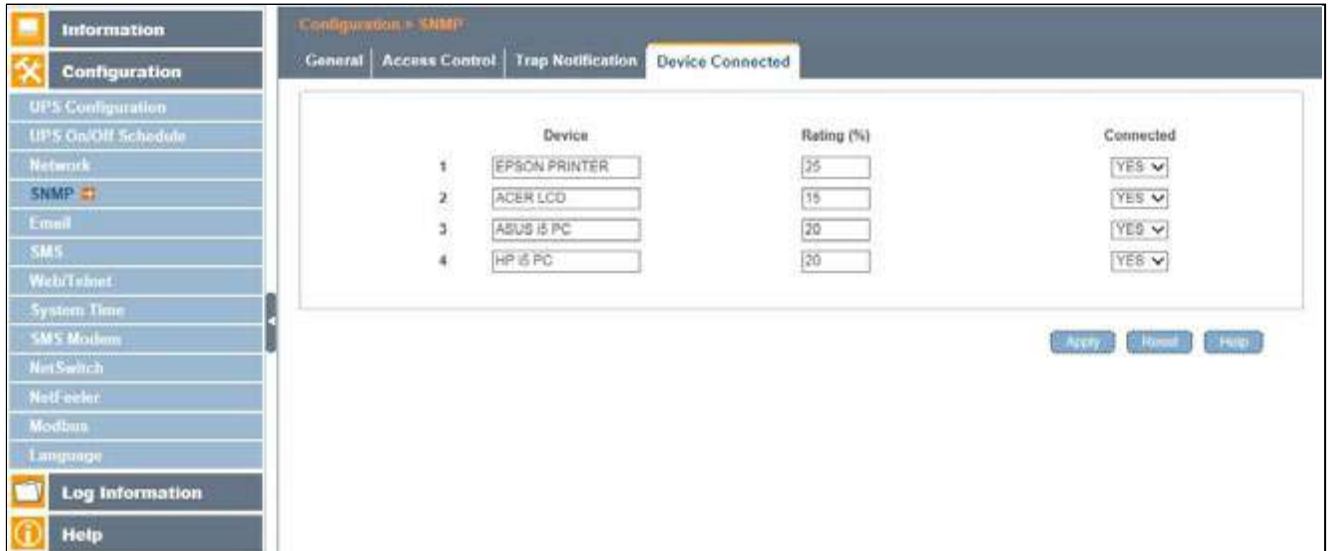 Information
Configuration
UPS Configuration
UPS On/Off Schedule
Network
SNMP
Email
SMS
Web/Telnet
System Time
SMS Modem
NetSwitch
NetFeeler
Modbus
Language
Log Information
Help
Configuration » SNMP
General
Access Control
Trap Notification
Device Connected
Device Rating (%) Connected
1 EPSON PRINTER 25 YES
2 ACER LCD 15 YES
3 ASUS i5 PC 20 YES
4 HP i5 PC 20 YES
Apply Reset Help